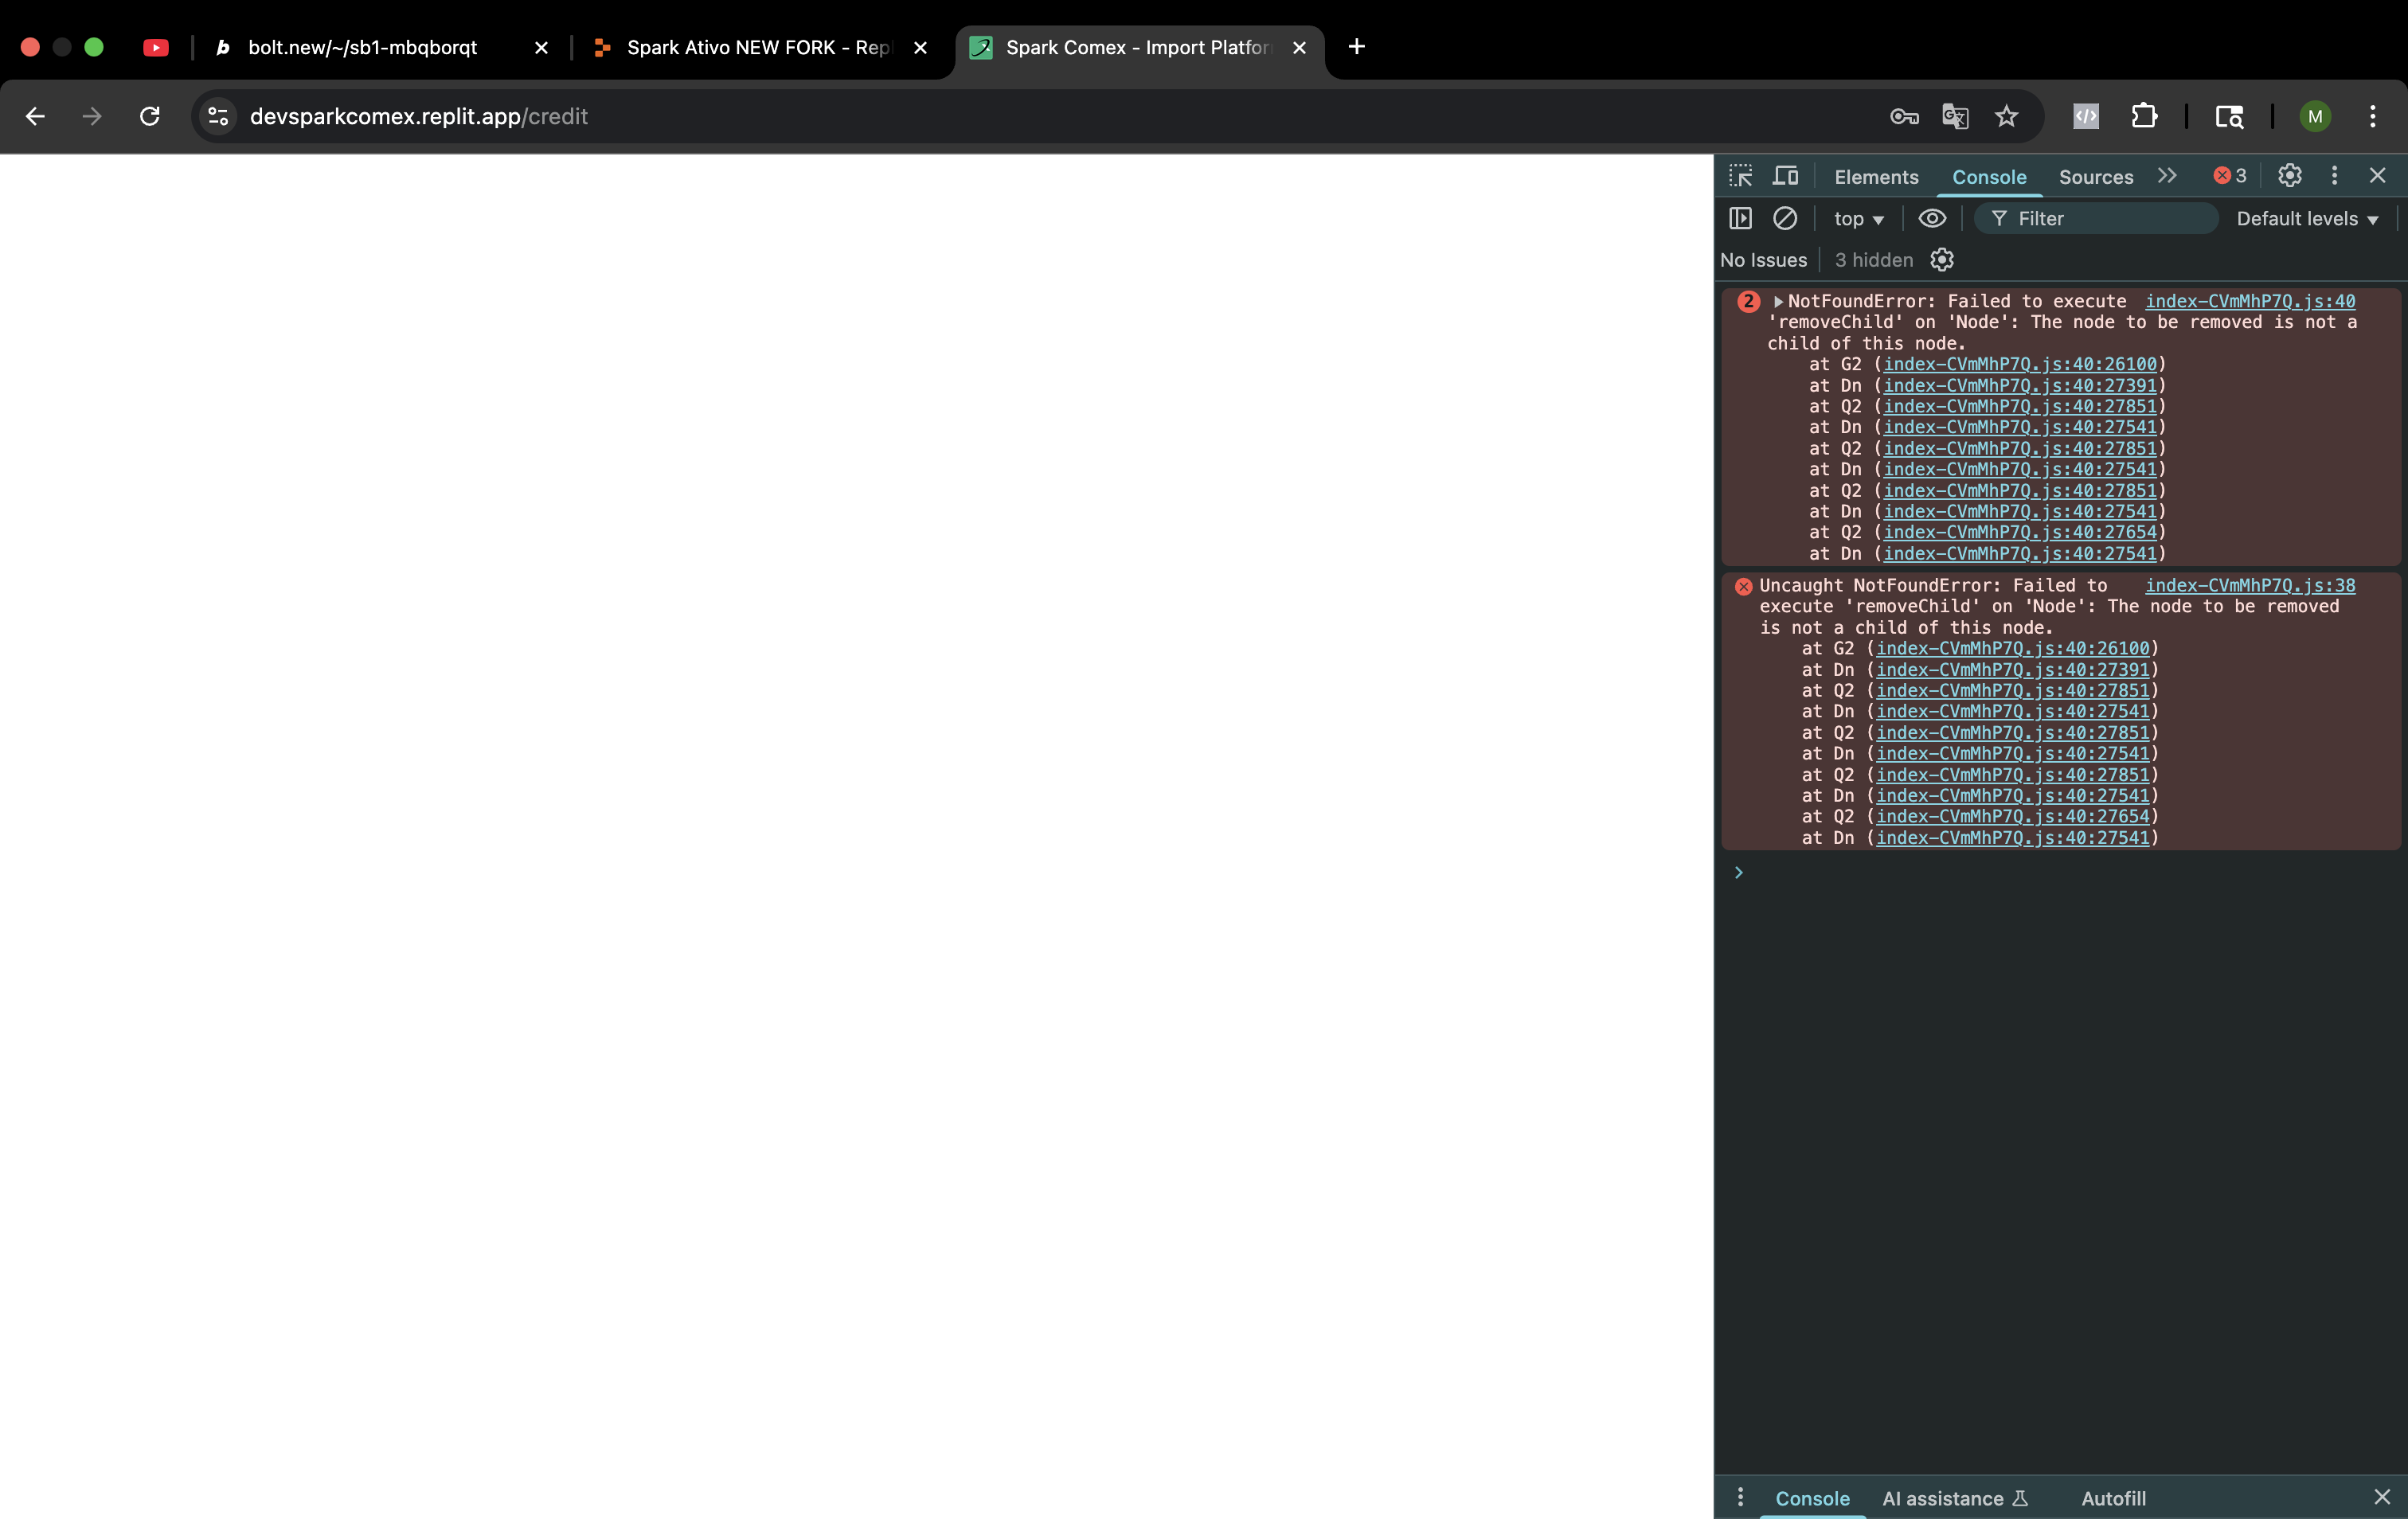 bolt.new/~/sb1-mbqborqt
Spark Ativo NEW FORK - Repl
Spark Comex - Import Platfor
devsparkcomex.replit.app/credit
M
Elements Console Sources 3
top Filter Default levels
No Issues 3 hidden
2 NotFoundError: Failed to execute index-CVmMhP7Q.js:40
'removeChild' on 'Node': The node to be removed is not a
child of this node.
at G2 (index-CVmMhP7Q.js:40:26100)
at Dn (index-CVmMhP7Q.js:40:27391)
at Q2 (index-CVmMhP7Q.js:40:27851)
at Dn (index-CVmMhP7Q.js:40:27541)
at Q2 (index-CVmMhP7Q.js:40:27851)
at Dn (index-CVmMhP7Q.js:40:27541)
at Q2 (index-CVmMhP7Q.js:40:27851)
at Dn (index-CVmMhP7Q.js:40:27541)
at Q2 (index-CVmMhP7Q.js:40:27654)
at Dn (index-CVmMhP7Q.js:40:27541)
Uncaught NotFoundError: Failed to index-CVmMhP7Q.js:38
execute 'removeChild' on 'Node': The node to be removed
is not a child of this node.
at G2 (index-CVmMhP7Q.js:40:26100)
at Dn (index-CVmMhP7Q.js:40:27391)
at Q2 (index-CVmMhP7Q.js:40:27851)
at Dn (index-CVmMhP7Q.js:40:27541)
at Q2 (index-CVmMhP7Q.js:40:27851)
at Dn (index-CVmMhP7Q.js:40:27541)
at Q2 (index-CVmMhP7Q.js:40:27851)
at Dn (index-CVmMhP7Q.js:40:27541)
at Q2 (index-CVmMhP7Q.js:40:27654)
at Dn (index-CVmMhP7Q.js:40:27541)
Console AI assistance Autofill